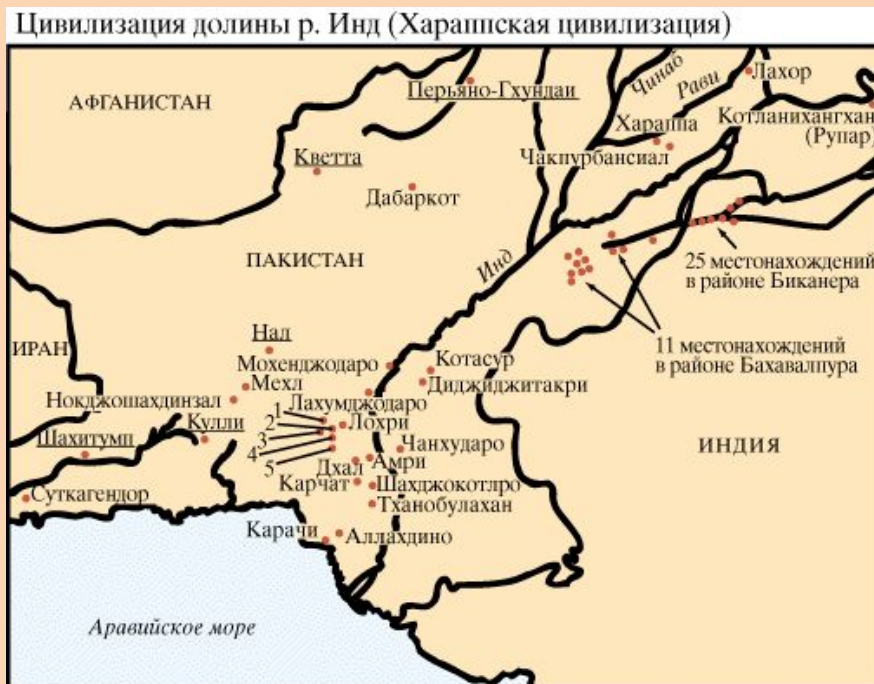 Цивилизация долины р. Инд (Хараппская цивилизация)
АФГАНИСТАН
Перьяно-Гхундаи
Чинаб
Рави
Лахор
Хараппа
Котланихангхан
(Рупар)
Чакпурбансиал
Кветта
Дабаркот
ПАКИСТАН
Инд
25 местонахождений
в районе Биканера
11 местонахождений
в районе Бахавалпура
ИРАН
Нал
Мохенджодаро
Котасур
Мехл
Диджиджитакри
Нокджошахдинзал
Лахумджодаро
1
2
3
4
5
Лохри
Кулли
Шахитумп
Чанхударо
ИНДИЯ
Дхал
Амри
Карчат
Шахджокотлро
Суткагендор
Тханобулахан
Карачи
Аллахдино
Аравийское море